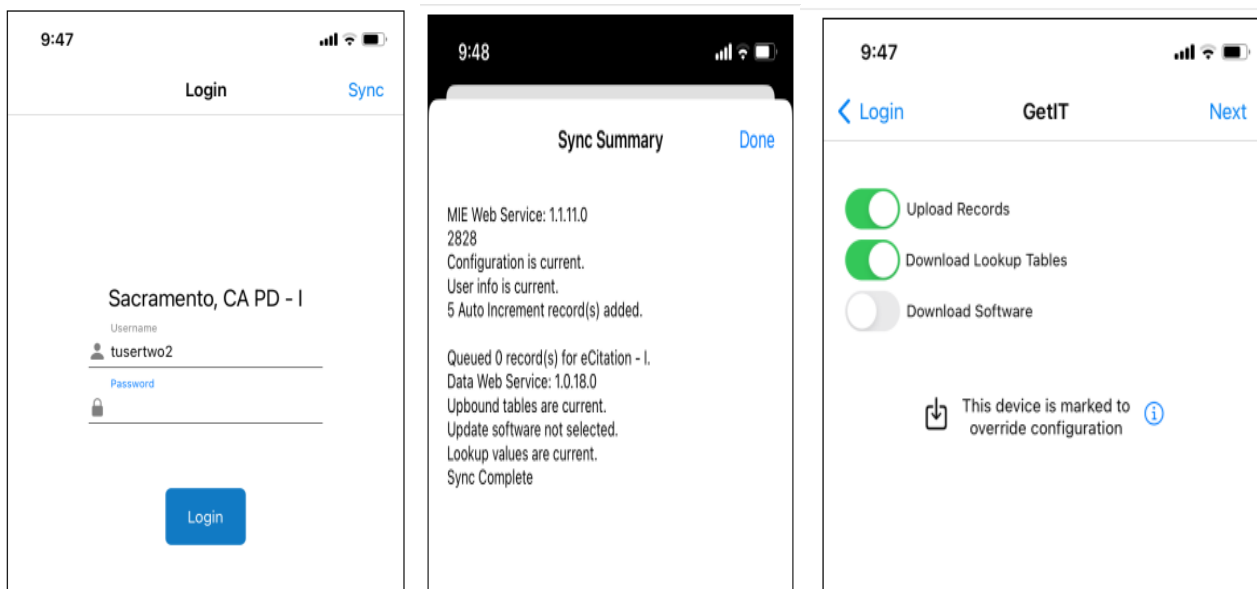 9:47
Login
Sync
Sacramento, CA PD - I
Username
tusertwo2
Password
Login
9:48
Sync Summary
Done
MIE Web Service: 1.1.11.0
2828
Configuration is current.
User info is current.
5 Auto Increment record(s) added.
Queued 0 record(s) for eCitation - I.
Data Web Service: 1.0.18.0
Upbound tables are current.
Update software not selected.
Lookup values are current.
Sync Complete
9:47
Login
GetIT
Next
Upload Records
Download Lookup Tables
Download Software
This device is marked to
override configuration